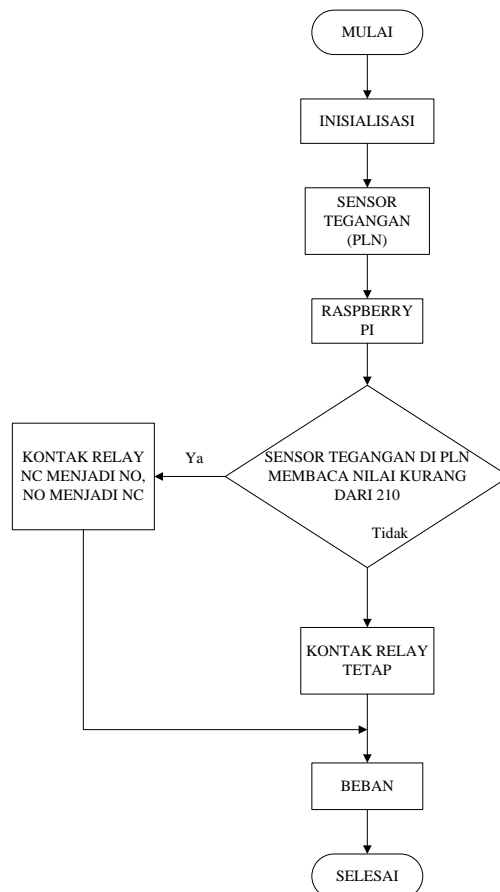 MULAI
INISIALISASI
SENSOR
TEGANGAN
(PLN)
RASPBERRY
PI
SENSOR TEGANGAN DI PLN
MEMBACA NILAI KURANG
DARI 210
Ya
KONTAK RELAY
NC MENJADI NO,
NO MENJADI NC
Tidak
KONTAK RELAY
TETAP
BEBAN
SELESAI